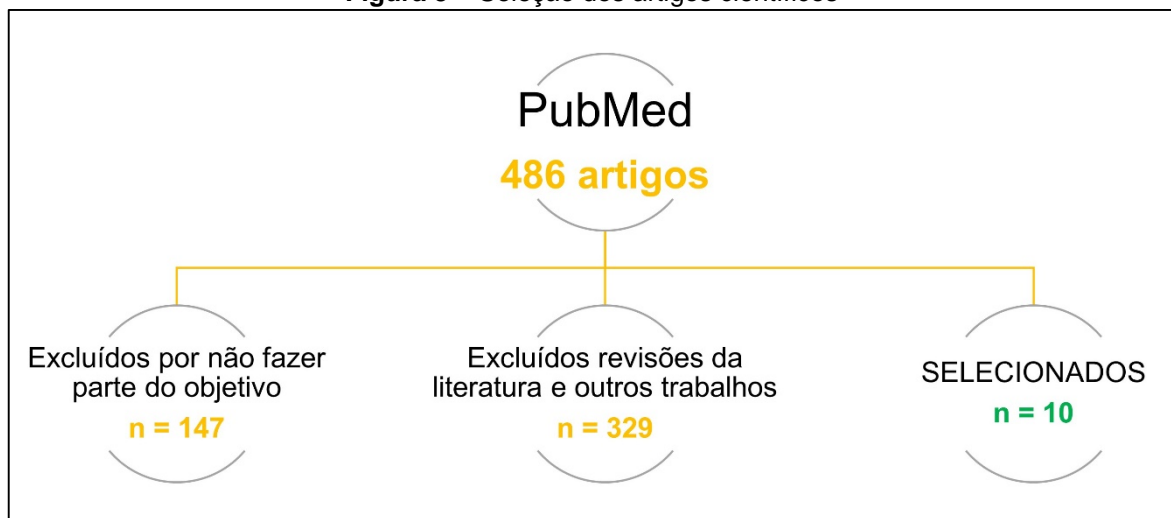 Seleção dos artigos científicos
PubMed
486 artigos
Excluídos por não fazer
parte do objetivo
n = 147
Excluídos revisões da
literatura e outros trabalhos
n = 329
SELECIONADOS
n = 10